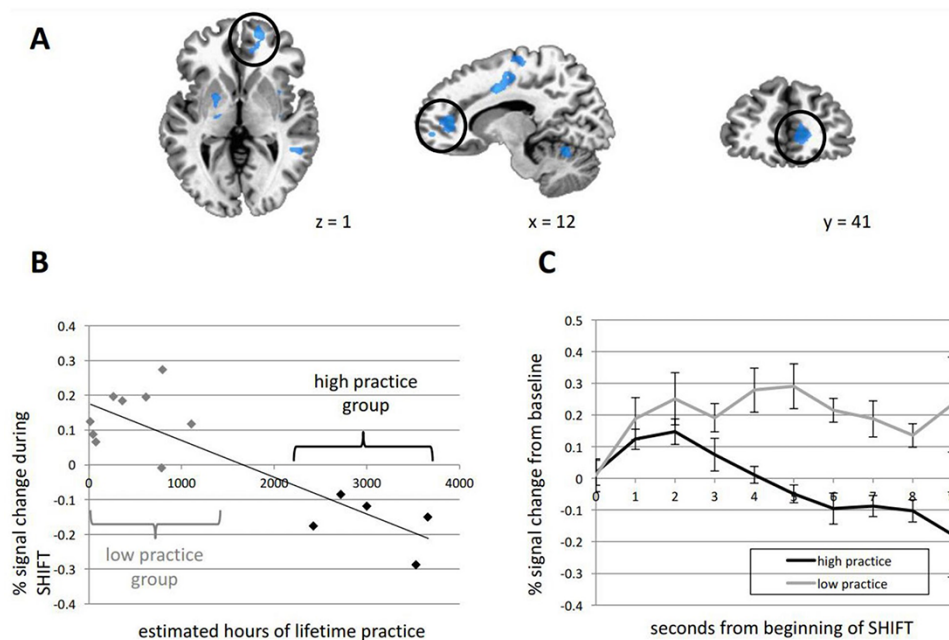 A
z = 1
x = 12
y = 41
B
% signal change during
SHIFT
0.4
0.3
0.2
0.1
0
-0.1
-0.2
-0.3
-0.4
0
1000
2000
3000
4000
high practice
group
low practice
group
estimated hours of lifetime practice
C
% signal change from baseline
0.5
0.4
0.3
0.2
0.1
0
-0.1
-0.2
-0.3
-0.4
0
1
2
3
4
5
6
7
8
9
high practice
low practice
seconds from beginning of SHIFT